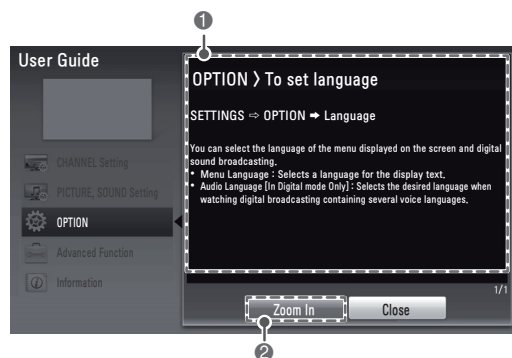 1
User Guide
OPTION 〉 To set language
SETTINGS ⇨ OPTION ➡ Language
You can select the language of the menu displayed on the screen and digital
sound broadcasting.
• Menu Language : Selects a language for the display text.
• Audio Language [In Digital mode Only] : Selects the desired language when
watching digital broadcasting containing several voice languages.
CHANNEL Setting
PICTURE, SOUND Setting
OPTION
Advanced Function
Information
1/1
Zoom In
Close
2